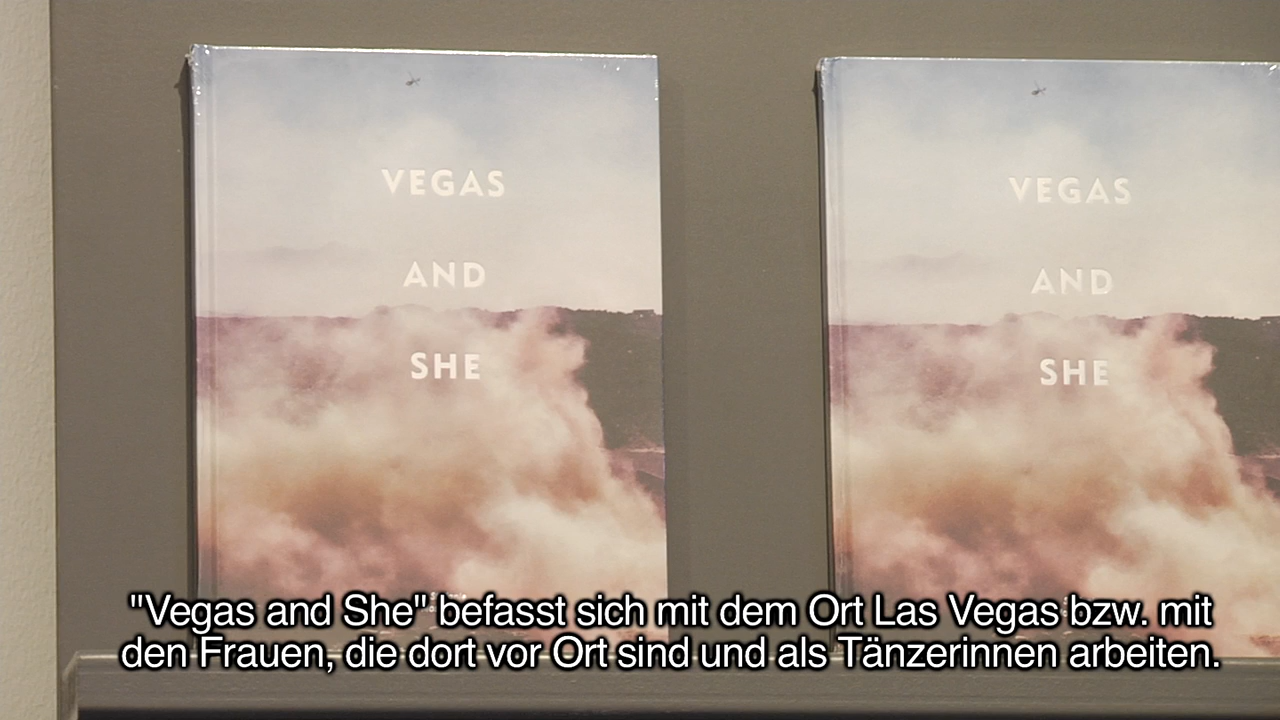 VEGAS
AND
SHE
VEGAS
AND
SHE
"Vegas and She" befasst sich mit dem Ort Las Vegas bzw. mit
den Frauen, die dort vor Ort sind und als Tänzerinnen arbeiten.